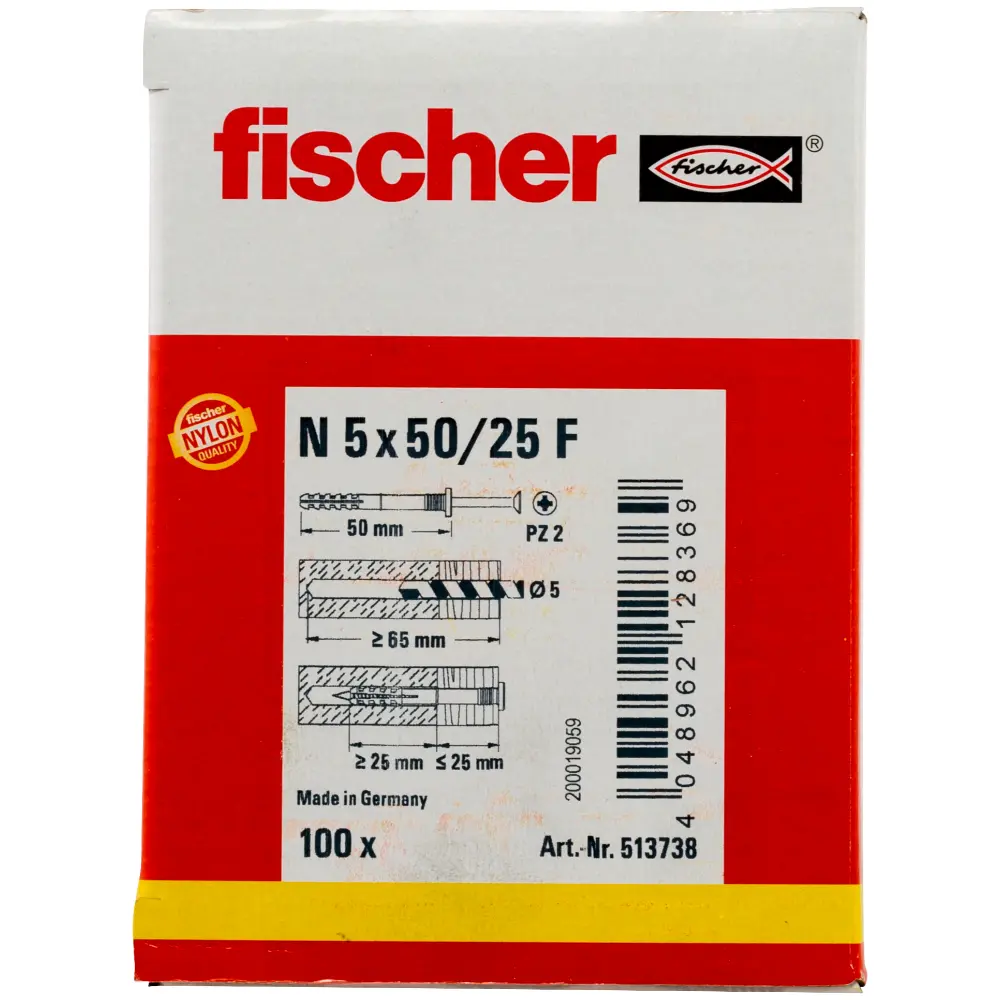 fischer
fischer ®
fischer
NYLON
QUALITY
N 5 x 50/25 F
50 mm
PZ 2
Ø 5
≥ 65 mm
≥ 25 mm ≤ 25 mm
Made in Germany
100 x
200019059
Art.-Nr. 513738
4 048962 128369